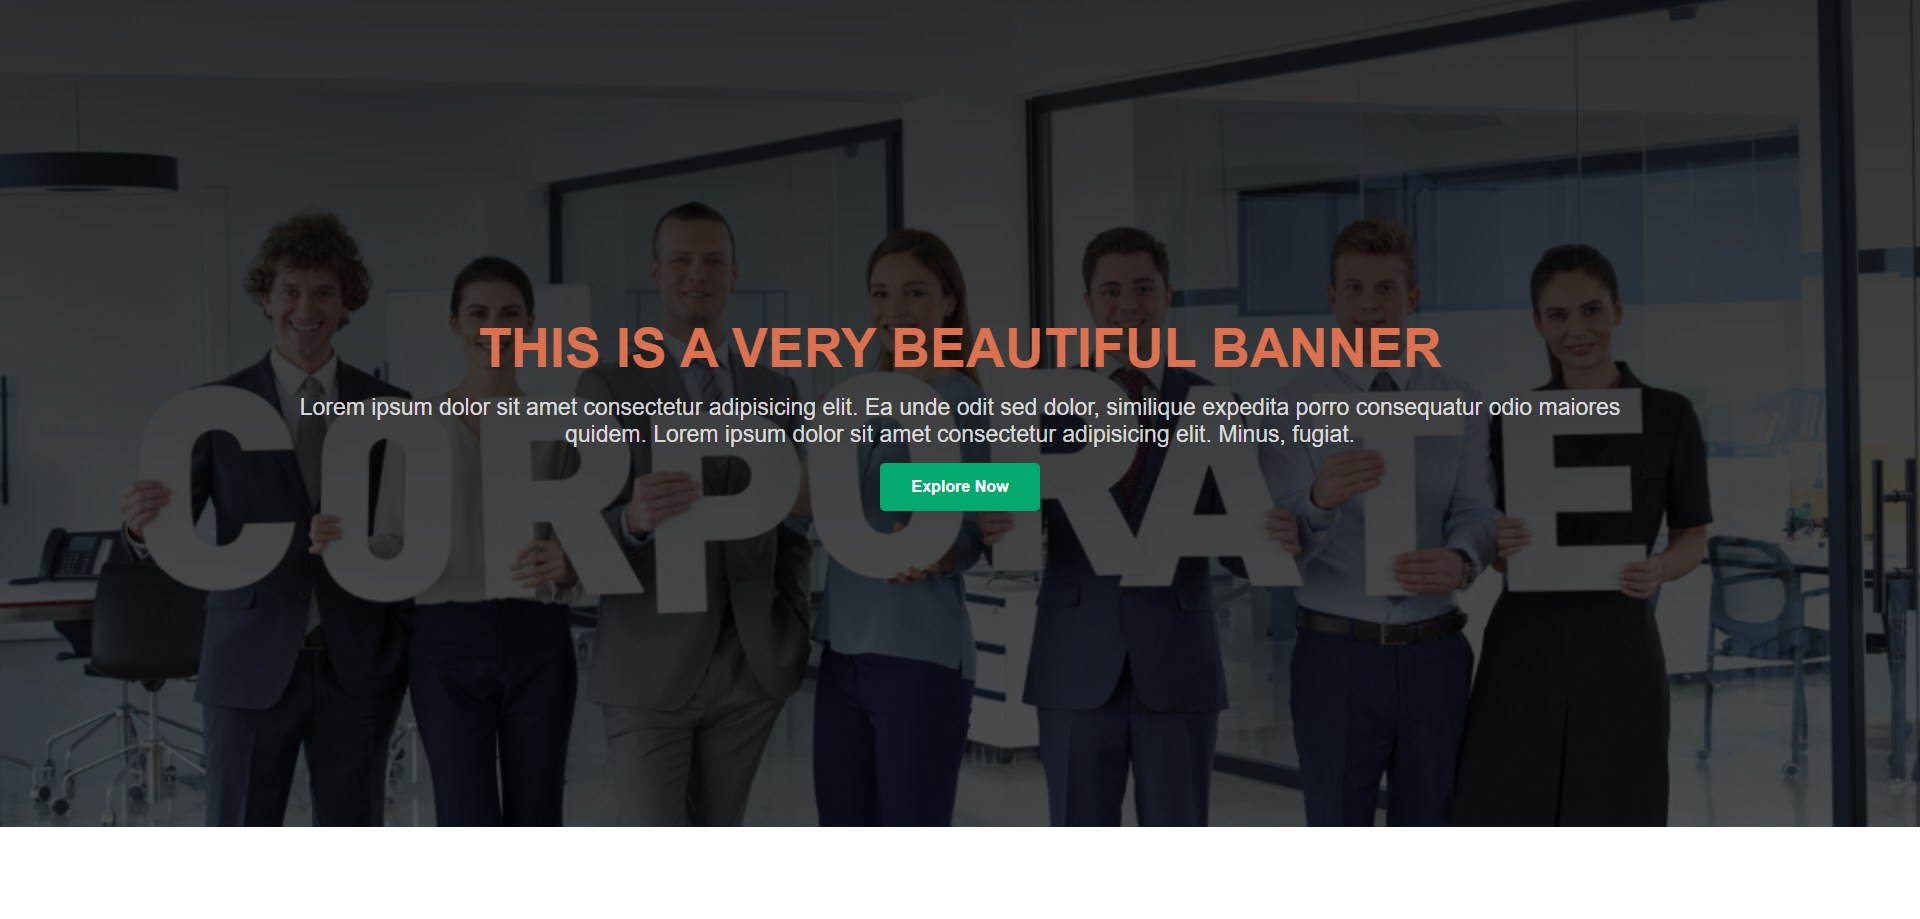 THIS IS A VERY BEAUTIFUL BANNER
Lorem ipsum dolor sit amet consectetur adipisicing elit. Ea unde odit sed dolor, similique expedita porro consequatur odio maiores
quidem. Lorem ipsum dolor sit amet consectetur adipisicing elit. Minus, fugiat.
Explore Now
CORPORATE